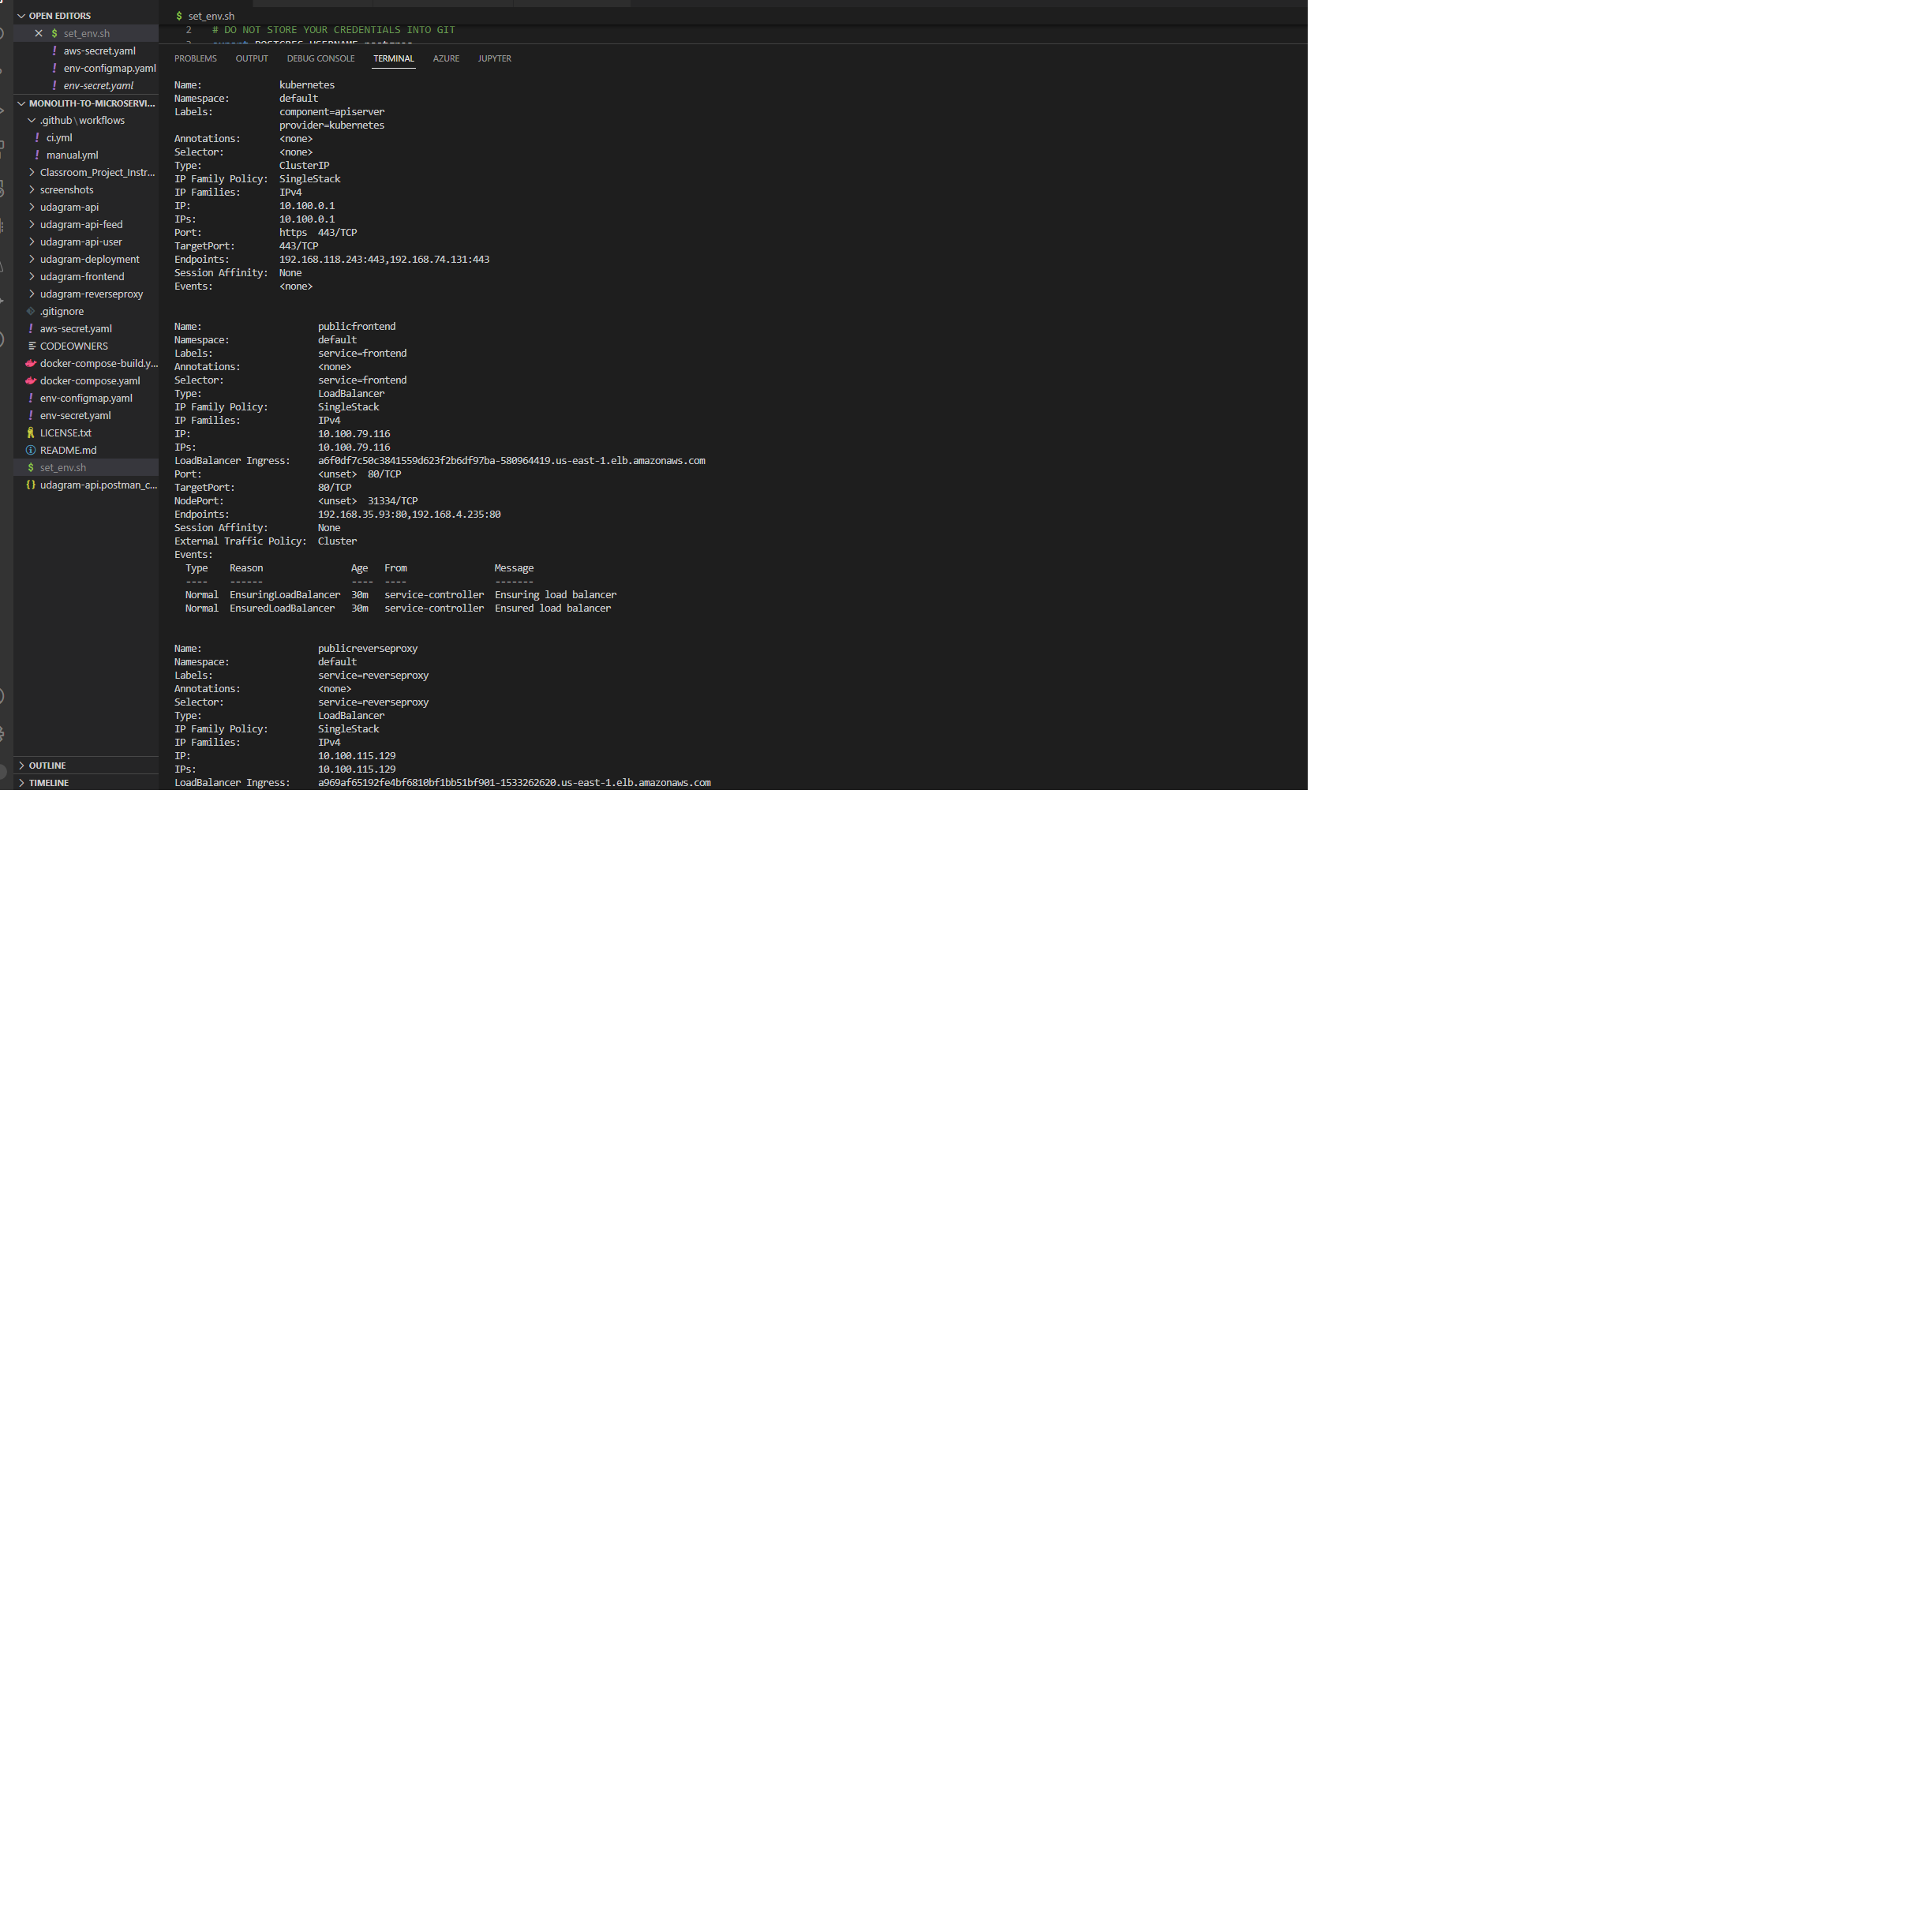 OPEN EDITORS
set_env.sh
aws-secret.yaml
env-configmap.yaml
env-secret.yaml
MONOLITH-TO-MICROSERVI...
.github\workflows
ci.yml
manual.yml
Classroom_Project_Instr...
screenshots
udagram-api
udagram-api-feed
udagram-api-user
udagram-deployment
udagram-frontend
udagram-reverseproxy
.gitignore
aws-secret.yaml
CODEOWNERS
docker-compose-build.y...
docker-compose.yaml
env-configmap.yaml
env-secret.yaml
LICENSE.txt
README.md
set_env.sh
udagram-api.postman_c...
OUTLINE
TIMELINE
set_env.sh
2 # DO NOT STORE YOUR CREDENTIALS INTO GIT
PROBLEMS OUTPUT DEBUG CONSOLE TERMINAL AZURE JUPYTER
Name: kubernetes
Namespace: default
Labels: component=apiserver
provider=kubernetes
Annotations: <none>
Selector: <none>
Type: ClusterIP
IP Family Policy: SingleStack
IP Families: IPv4
IP: 10.100.0.1
IPs: 10.100.0.1
Port: https 443/TCP
TargetPort: 443/TCP
Endpoints: 192.168.118.243:443,192.168.74.131:443
Session Affinity: None
Events: <none>
Name: publicfrontend
Namespace: default
Labels: service=frontend
Annotations: <none>
Selector: service=frontend
Type: LoadBalancer
IP Family Policy: SingleStack
IP Families: IPv4
IP: 10.100.79.116
IPs: 10.100.79.116
LoadBalancer Ingress: a6f0df7c50c3841559d623f2b6df97ba-580964419.us-east-1.elb.amazonaws.com
Port: <unset> 80/TCP
TargetPort: 80/TCP
NodePort: <unset> 31334/TCP
Endpoints: 192.168.35.93:80,192.168.4.235:80
Session Affinity: None
External Traffic Policy: Cluster
Events:
Type Reason Age From Message
---- ------ ---- ---- -------
Normal EnsuringLoadBalancer 30m service-controller Ensuring load balancer
Normal EnsuredLoadBalancer 30m service-controller Ensured load balancer
Name: publicreverseproxy
Namespace: default
Labels: service=reverseproxy
Annotations: <none>
Selector: service=reverseproxy
Type: LoadBalancer
IP Family Policy: SingleStack
IP Families: IPv4
IP: 10.100.115.129
IPs: 10.100.115.129
LoadBalancer Ingress: a969af65192fe4bf6810bf1bb51bf901-1533262620.us-east-1.elb.amazonaws.com